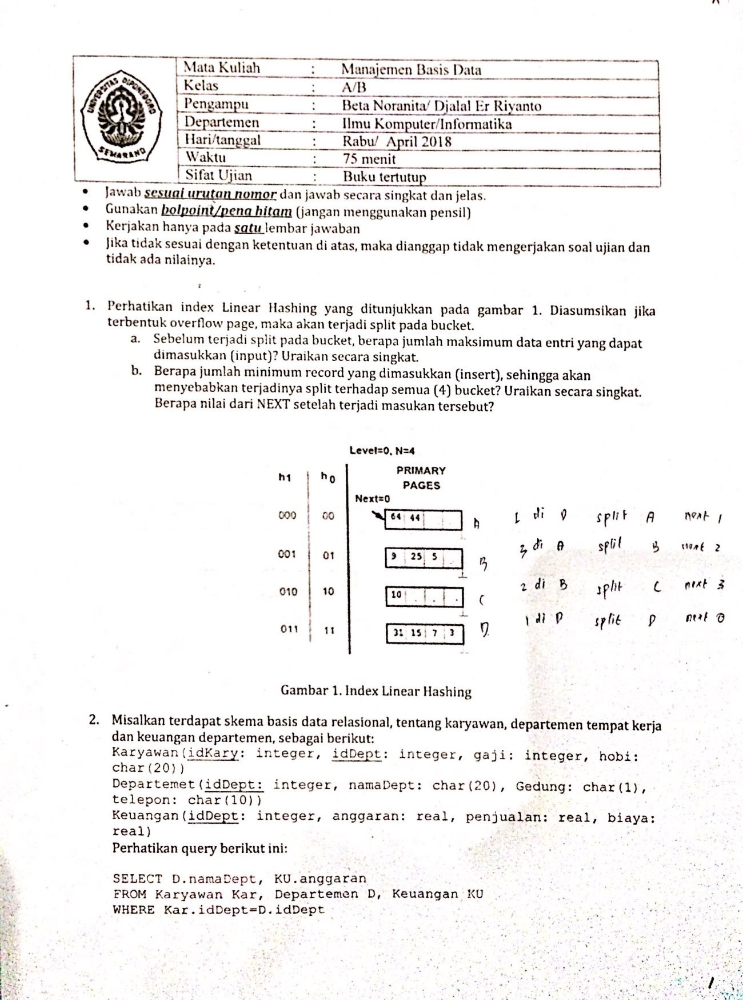 UNIVERSITAS DIPONEGORO
SEMARANG
Mata Kuliah : Manajemen Basis Data
Kelas : A/B
Pengampu : Beta Noranita/ Djalal Er Riyanto
Departemen : Ilmu Komputer/Informatika
Hari/tanggal : Rabu/ April 2018
Waktu : 75 menit
Sifat Ujian : Buku tertutup
• Jawab sesuai urutan nomor dan jawab secara singkat dan jelas.
• Gunakan bolpoint/pena hitam (jangan menggunakan pensil)
• Kerjakan hanya pada satu lembar jawaban
• Jika tidak sesuai dengan ketentuan di atas, maka dianggap tidak mengerjakan soal ujian dan
tidak ada nilainya.
1. Perhatikan index Linear Hashing yang ditunjukkan pada gambar 1. Diasumsikan jika
terbentuk overflow page, maka akan terjadi split pada bucket.
a. Sebelum terjadi split pada bucket, berapa jumlah maksimum data entri yang dapat
dimasukkan (input)? Uraikan secara singkat.
b. Berapa jumlah minimum record yang dimasukkan (insert), sehingga akan
menyebabkan terjadinya split terhadap semua (4) bucket? Uraikan secara singkat.
Berapa nilai dari NEXT setelah terjadi masukan tersebut?
Level=0, N=4
h1 h0 PRIMARY
PAGES
Next=0
000 00 64 44 A 1 di D split A next 1
001 01 9 25 5 B 3 di A split B next 2
010 10 10 C 2 di B split C next 3
011 11 31 15 7 3 D 1 di D split D next 0
Gambar 1. Index Linear Hashing
2. Misalkan terdapat skema basis data relasional, tentang karyawan, departemen tempat kerja
dan keuangan departemen, sebagai berikut:
Karyawan(idKary: integer, idDept: integer, gaji: integer, hobi:
char(20))
Departemet(idDept: integer, namaDept: char(20), Gedung: char(1),
telepon: char(10))
Keuangan(idDept: integer, anggaran: real, penjualan: real, biaya:
real)
Perhatikan query berikut ini:
SELECT D.namaDept, KU.anggaran
FROM Karyawan Kar, Departemen D, Keuangan KU
WHERE Kar.idDept=D.idDept
1